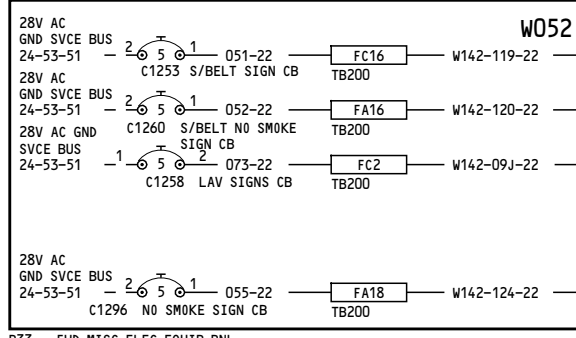 W052
28V AC
GND SVCE BUS
24-53-51 2 5 1 051-22 FC16 W142-119-22
C1253 S/BELT SIGN CB TB200
28V AC
GND SVCE BUS
24-53-51 2 5 1 052-22 FA16 W142-120-22
C1260 S/BELT NO SMOKE TB200
SIGN CB
28V AC GND
SVCE BUS
24-53-51 1 5 2 073-22 FC2 W142-09J-22
C1258 LAV SIGNS CB TB200
28V AC
GND SVCE BUS
24-53-51 2 5 1 055-22 FA18 W142-124-22
C1296 NO SMOKE SIGN CB TB200